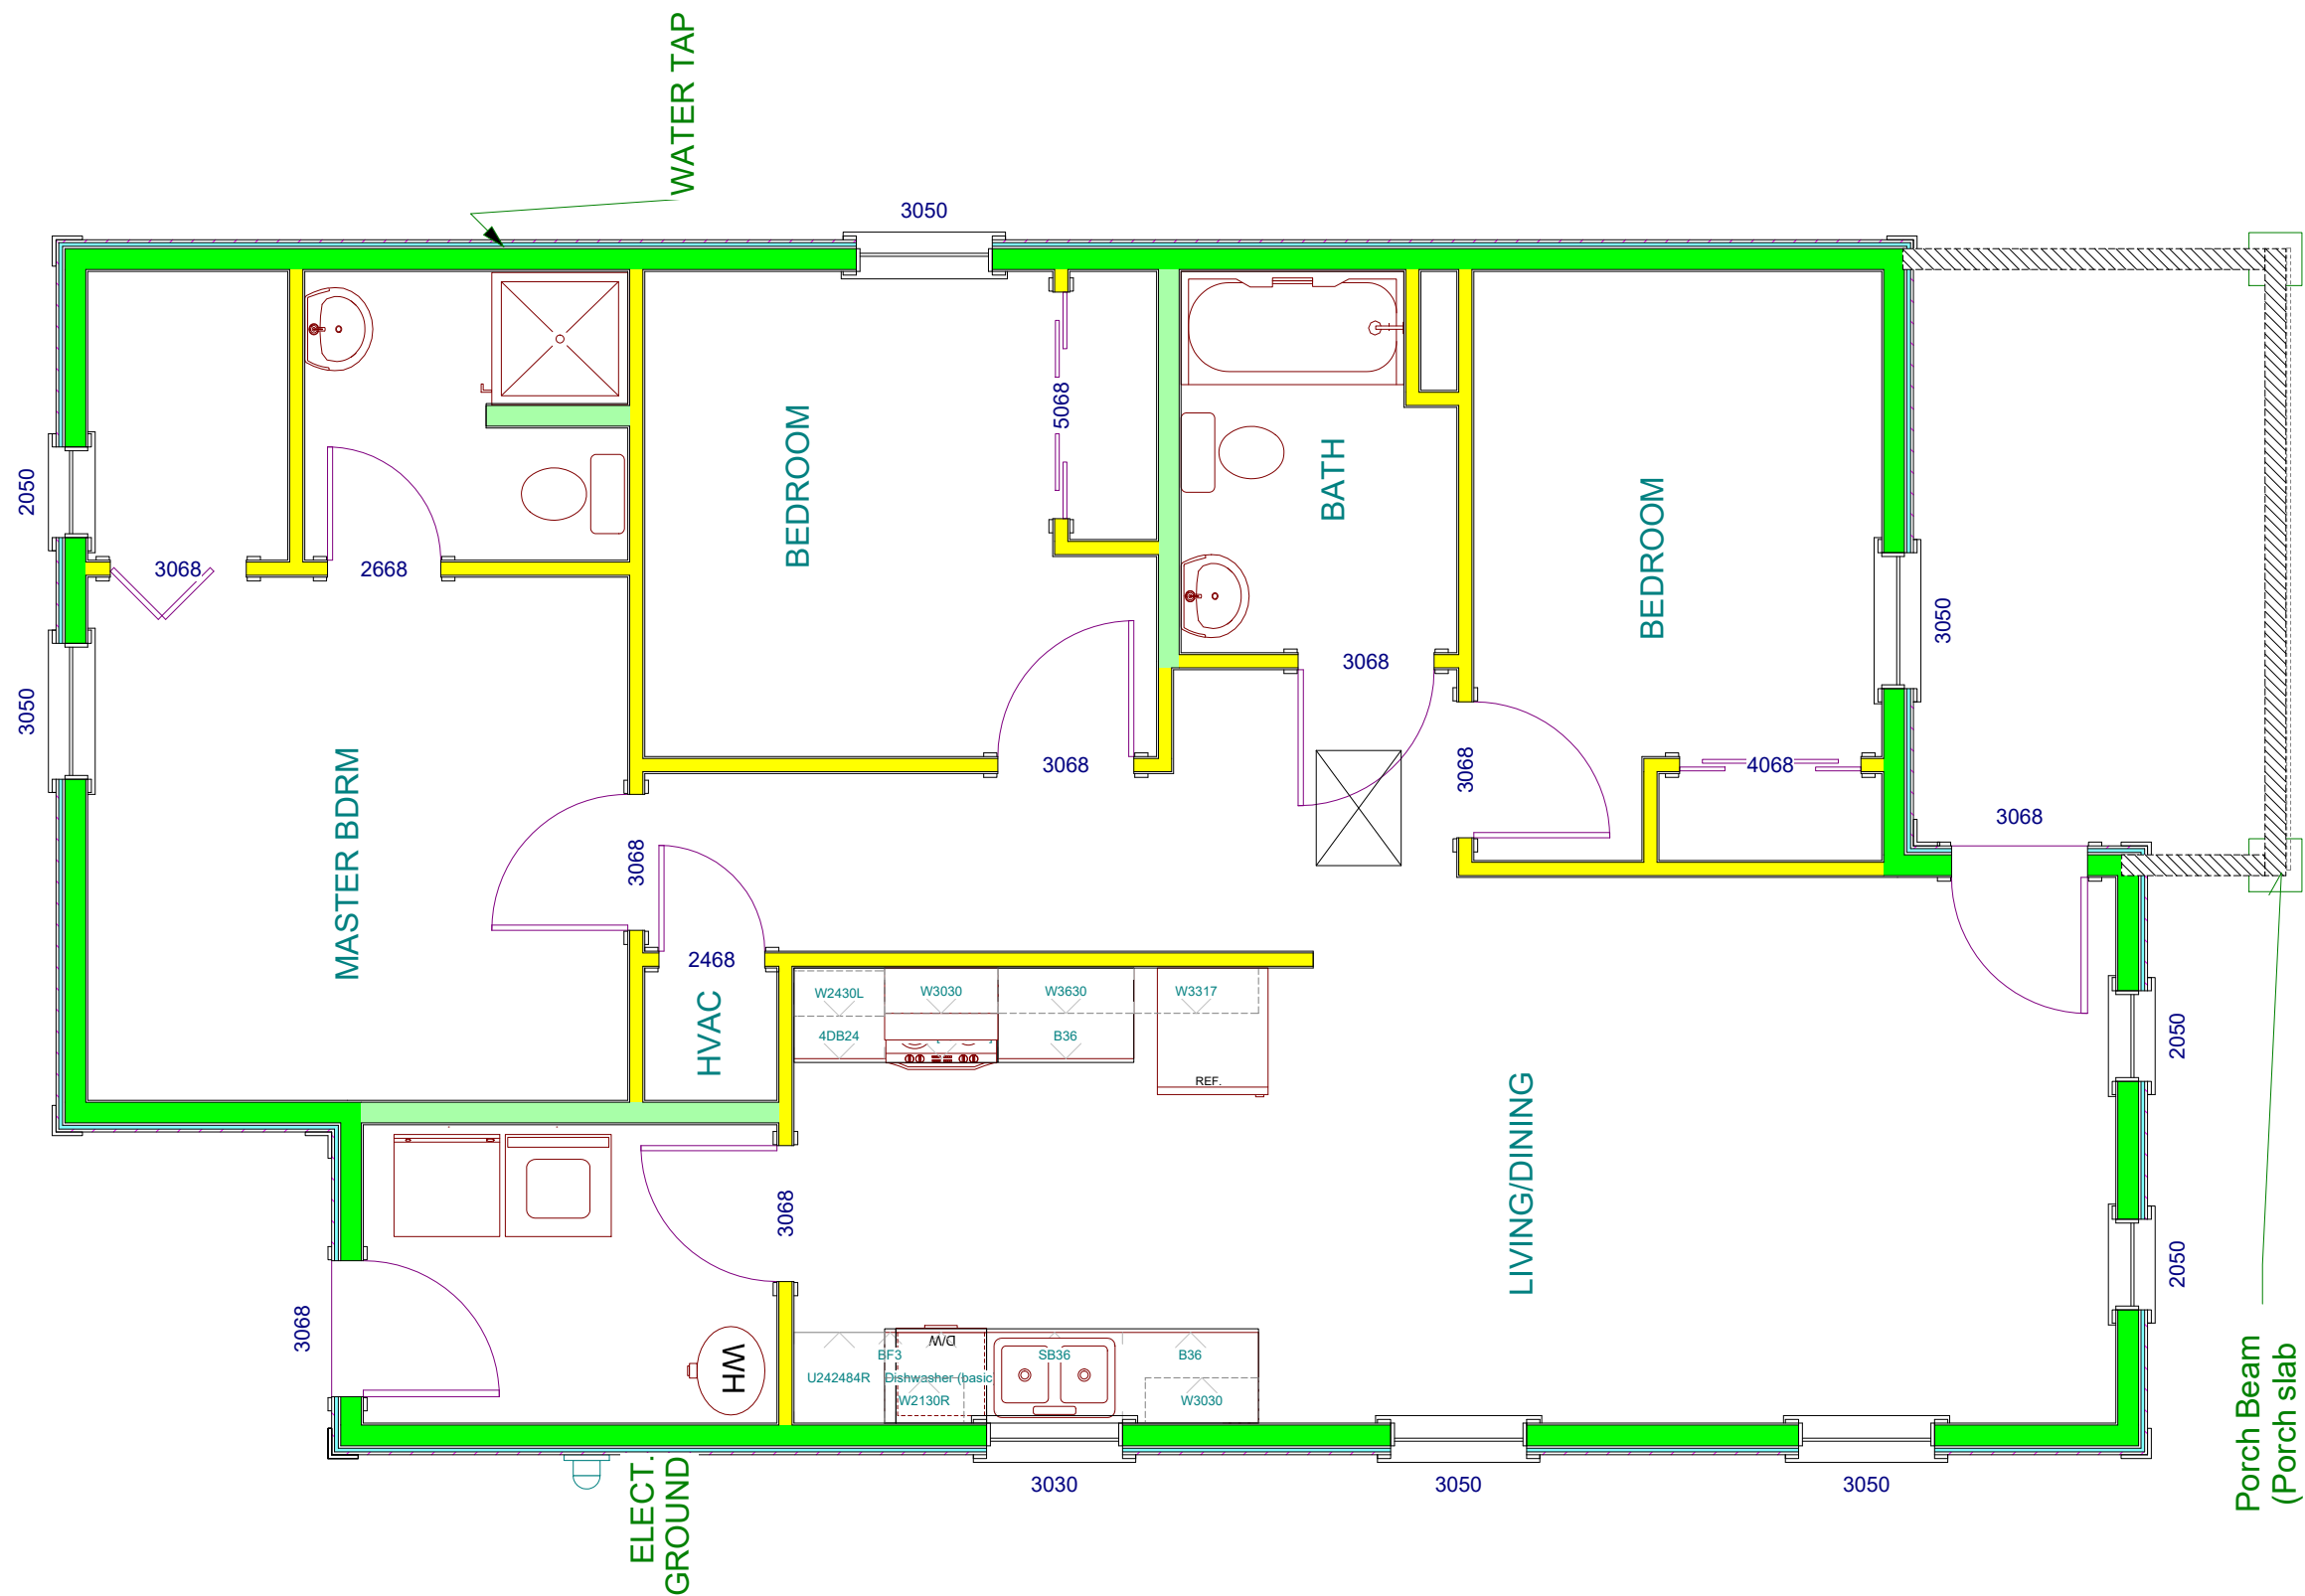 WATER TAP
3050
2050
3050
3068
2668
5068
BEDROOM
BATH
BEDROOM
3068
3050
MASTER BDRM
3068
3068
3068
4068
3068
2468
HVAC
W2430L
W3030
W3630
W3317
4DB24
B36
REF.
2050
LIVING/DINING
3068
2050
3068
WH
D/W
BF3
SB36
B36
U242484R
Dishwasher (basic
W2130R
W3030
3030
3050
3050
ELECT.
GROUND
Porch Beam
(Porch slab